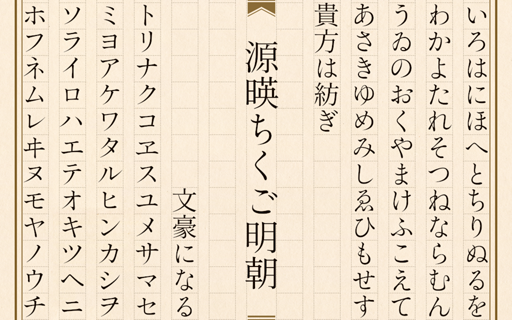 いろはにほへとちりぬるを
わかよたれそつねならむん
うゐのおくやまけふこえて
あさきゆめみしゑひもせす
貴方は紡ぎ
源暎ちくご明朝
文豪になる
トリナクコヱスユメサマセ
ミヨアケワタルヒンカシヲ
ソライロハエテオキツヘニ
ホフネムレヰヌモヤノウチ